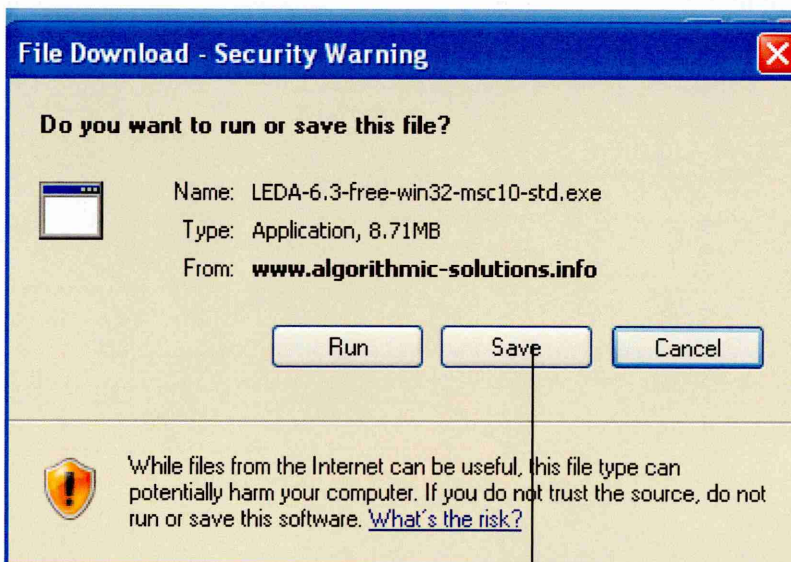 File Download - Security Warning
Do you want to run or save this file?
Name: LEDA-6.3-free-win32-msc10-std.exe
Type: Application, 8.71MB
From: www.algorithmic-solutions.info
Run Save Cancel
While files from the Internet can be useful, this file type can
potentially harm your computer. If you do not trust the source, do not
run or save this software. What's the risk?